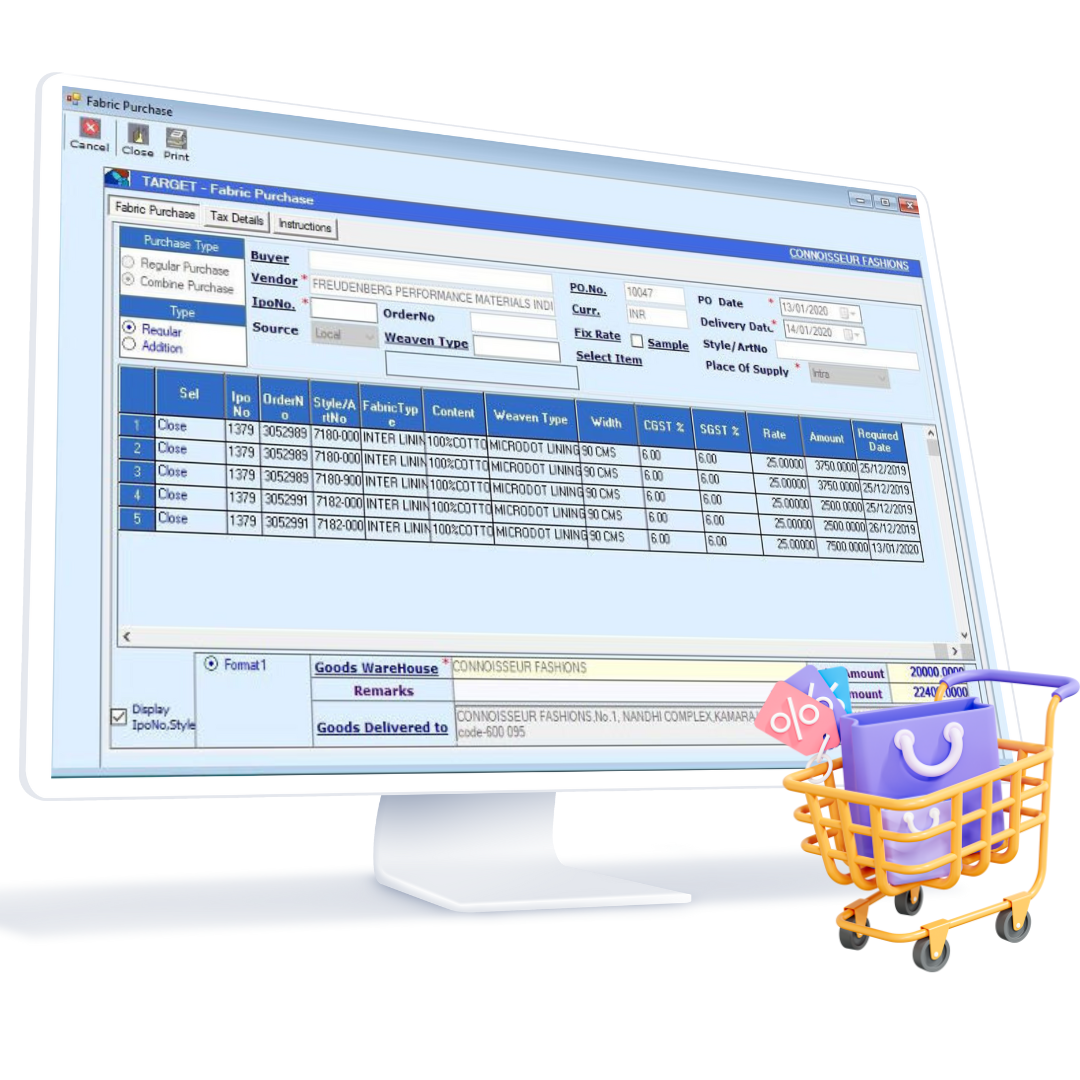 Fabric Purchase
Cancel Close Print
TARGET - Fabric Purchase
CONNOISSEUR FASHIONS
Fabric Purchase Tax Details Instructions
Purchase Type
Regular Purchase
Combine Purchase
Type
Regular
Addition
Buyer
Vendor * FREUDENBERG PERFORMANCE MATERIALS INDI
IpoNo. * OrderNo
Source Local Weaven Type
PO.No. 10047
Curr. INR
Fix Rate Sample
Select Item
PO Date * 13/01/2020
Delivery Date * 14/01/2020
Style/ArtNo
Place Of Supply * Intra
Sel Ipo No OrderN o Style/A rtNo FabricTyp e Content Weaven Type Width CGST % SGST % Rate Amount Required Date
1 Close 1379 3052989 7180-000 INTER LININ 100%COTTO MICRODOT LINING 90 CMS 6.00 6.00 25.00000 3750.0000 25/12/2019
2 Close 1379 3052989 7180-000 INTER LININ 100%COTTO MICRODOT LINING 90 CMS 6.00 6.00 25.00000 3750.0000 25/12/2019
3 Close 1379 3052989 7180-900 INTER LININ 100%COTTO MICRODOT LINING 90 CMS 6.00 6.00 25.00000 2500.0000 25/12/2019
4 Close 1379 3052991 7182-000 INTER LININ 100%COTTO MICRODOT LINING 90 CMS 6.00 6.00 25.00000 2500.0000 26/12/2019
5 Close 1379 3052991 7182-000 INTER LININ 100%COTTO MICRODOT LINING 90 CMS 6.00 6.00 25.00000 7500.0000 13/01/2020
Format1
Display
IpoNo,Style
Goods WareHouse * CONNOISSEUR FASHIONS
Remarks
Goods Delivered to CONNOISSEUR FASHIONS,No.1, NANDHI COMPLEX,KAMARA
code-600 095
mount 20000.0000
mount 2240 .0000
%
%